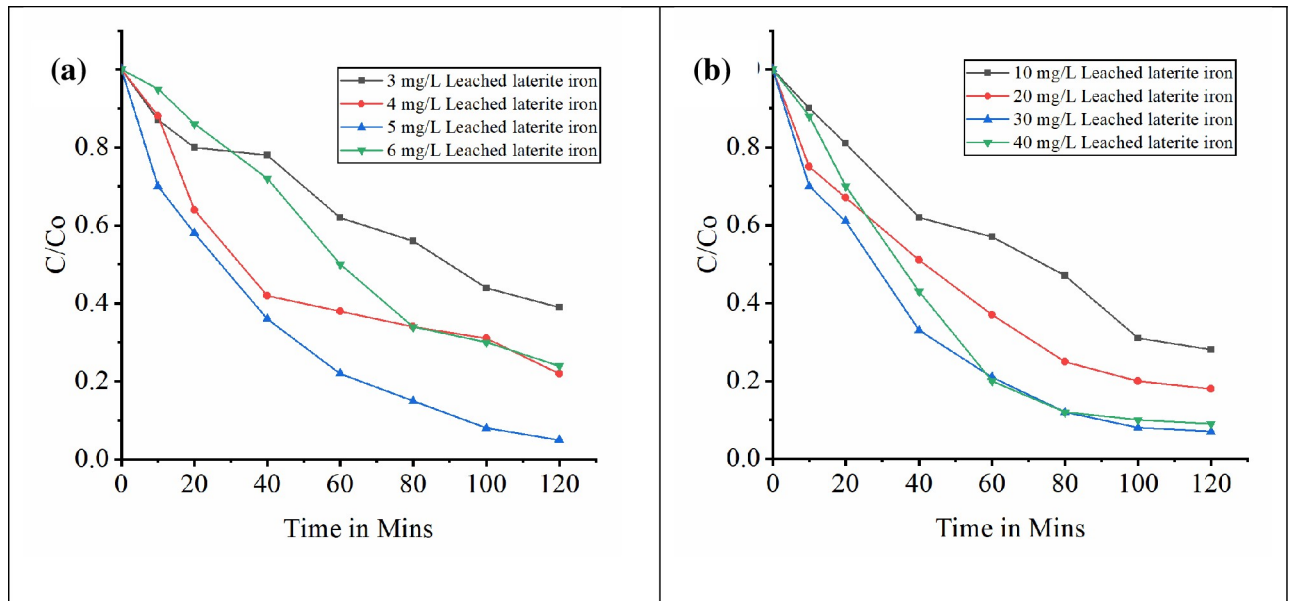 (a)
3 mg/L Leached laterite iron
4 mg/L Leached laterite iron
5 mg/L Leached laterite iron
6 mg/L Leached laterite iron
0.8
0.6
0.4
0.2
0.0
C/Co
0 20 40 60 80 100 120
Time in Mins
(b)
10 mg/L Leached laterite iron
20 mg/L Leached laterite iron
30 mg/L Leached laterite iron
40 mg/L Leached laterite iron
0.8
0.6
0.4
0.2
0.0
C/Co
0 20 40 60 80 100 120
Time in Mins